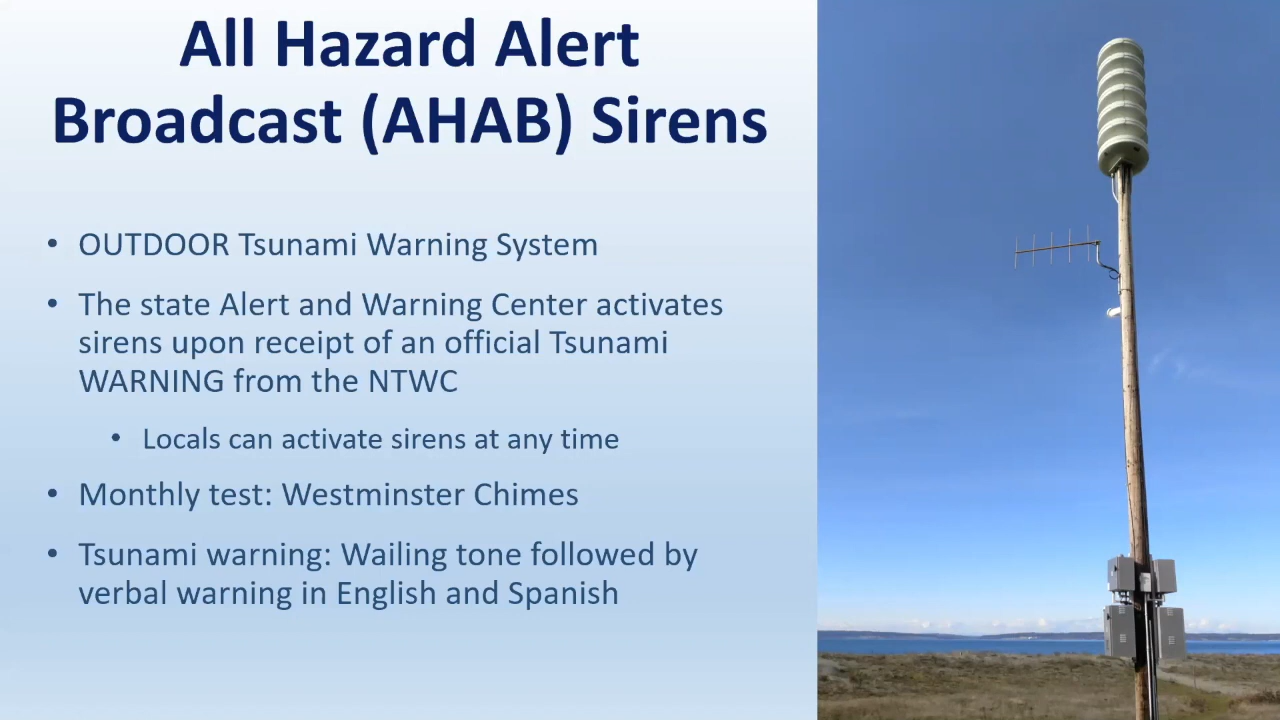 All Hazard Alert
Broadcast (AHAB) Sirens
• OUTDOOR Tsunami Warning System
• The state Alert and Warning Center activates
sirens upon receipt of an official Tsunami
WARNING from the NTWC
• Locals can activate sirens at any time
• Monthly test: Westminster Chimes
• Tsunami warning: Wailing tone followed by
verbal warning in English and Spanish